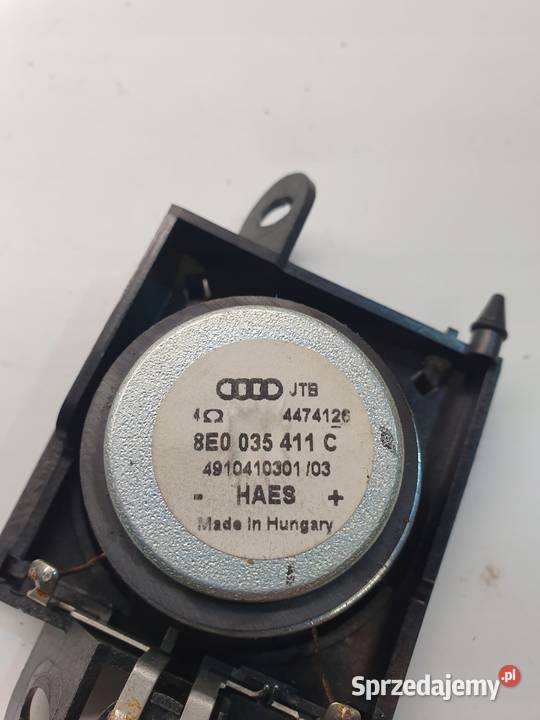 JTB
4Ω 4474126
8E0 035 411 C
4910410301 /03
- HAES +
Made in Hungary
Sprzedajemy.pl